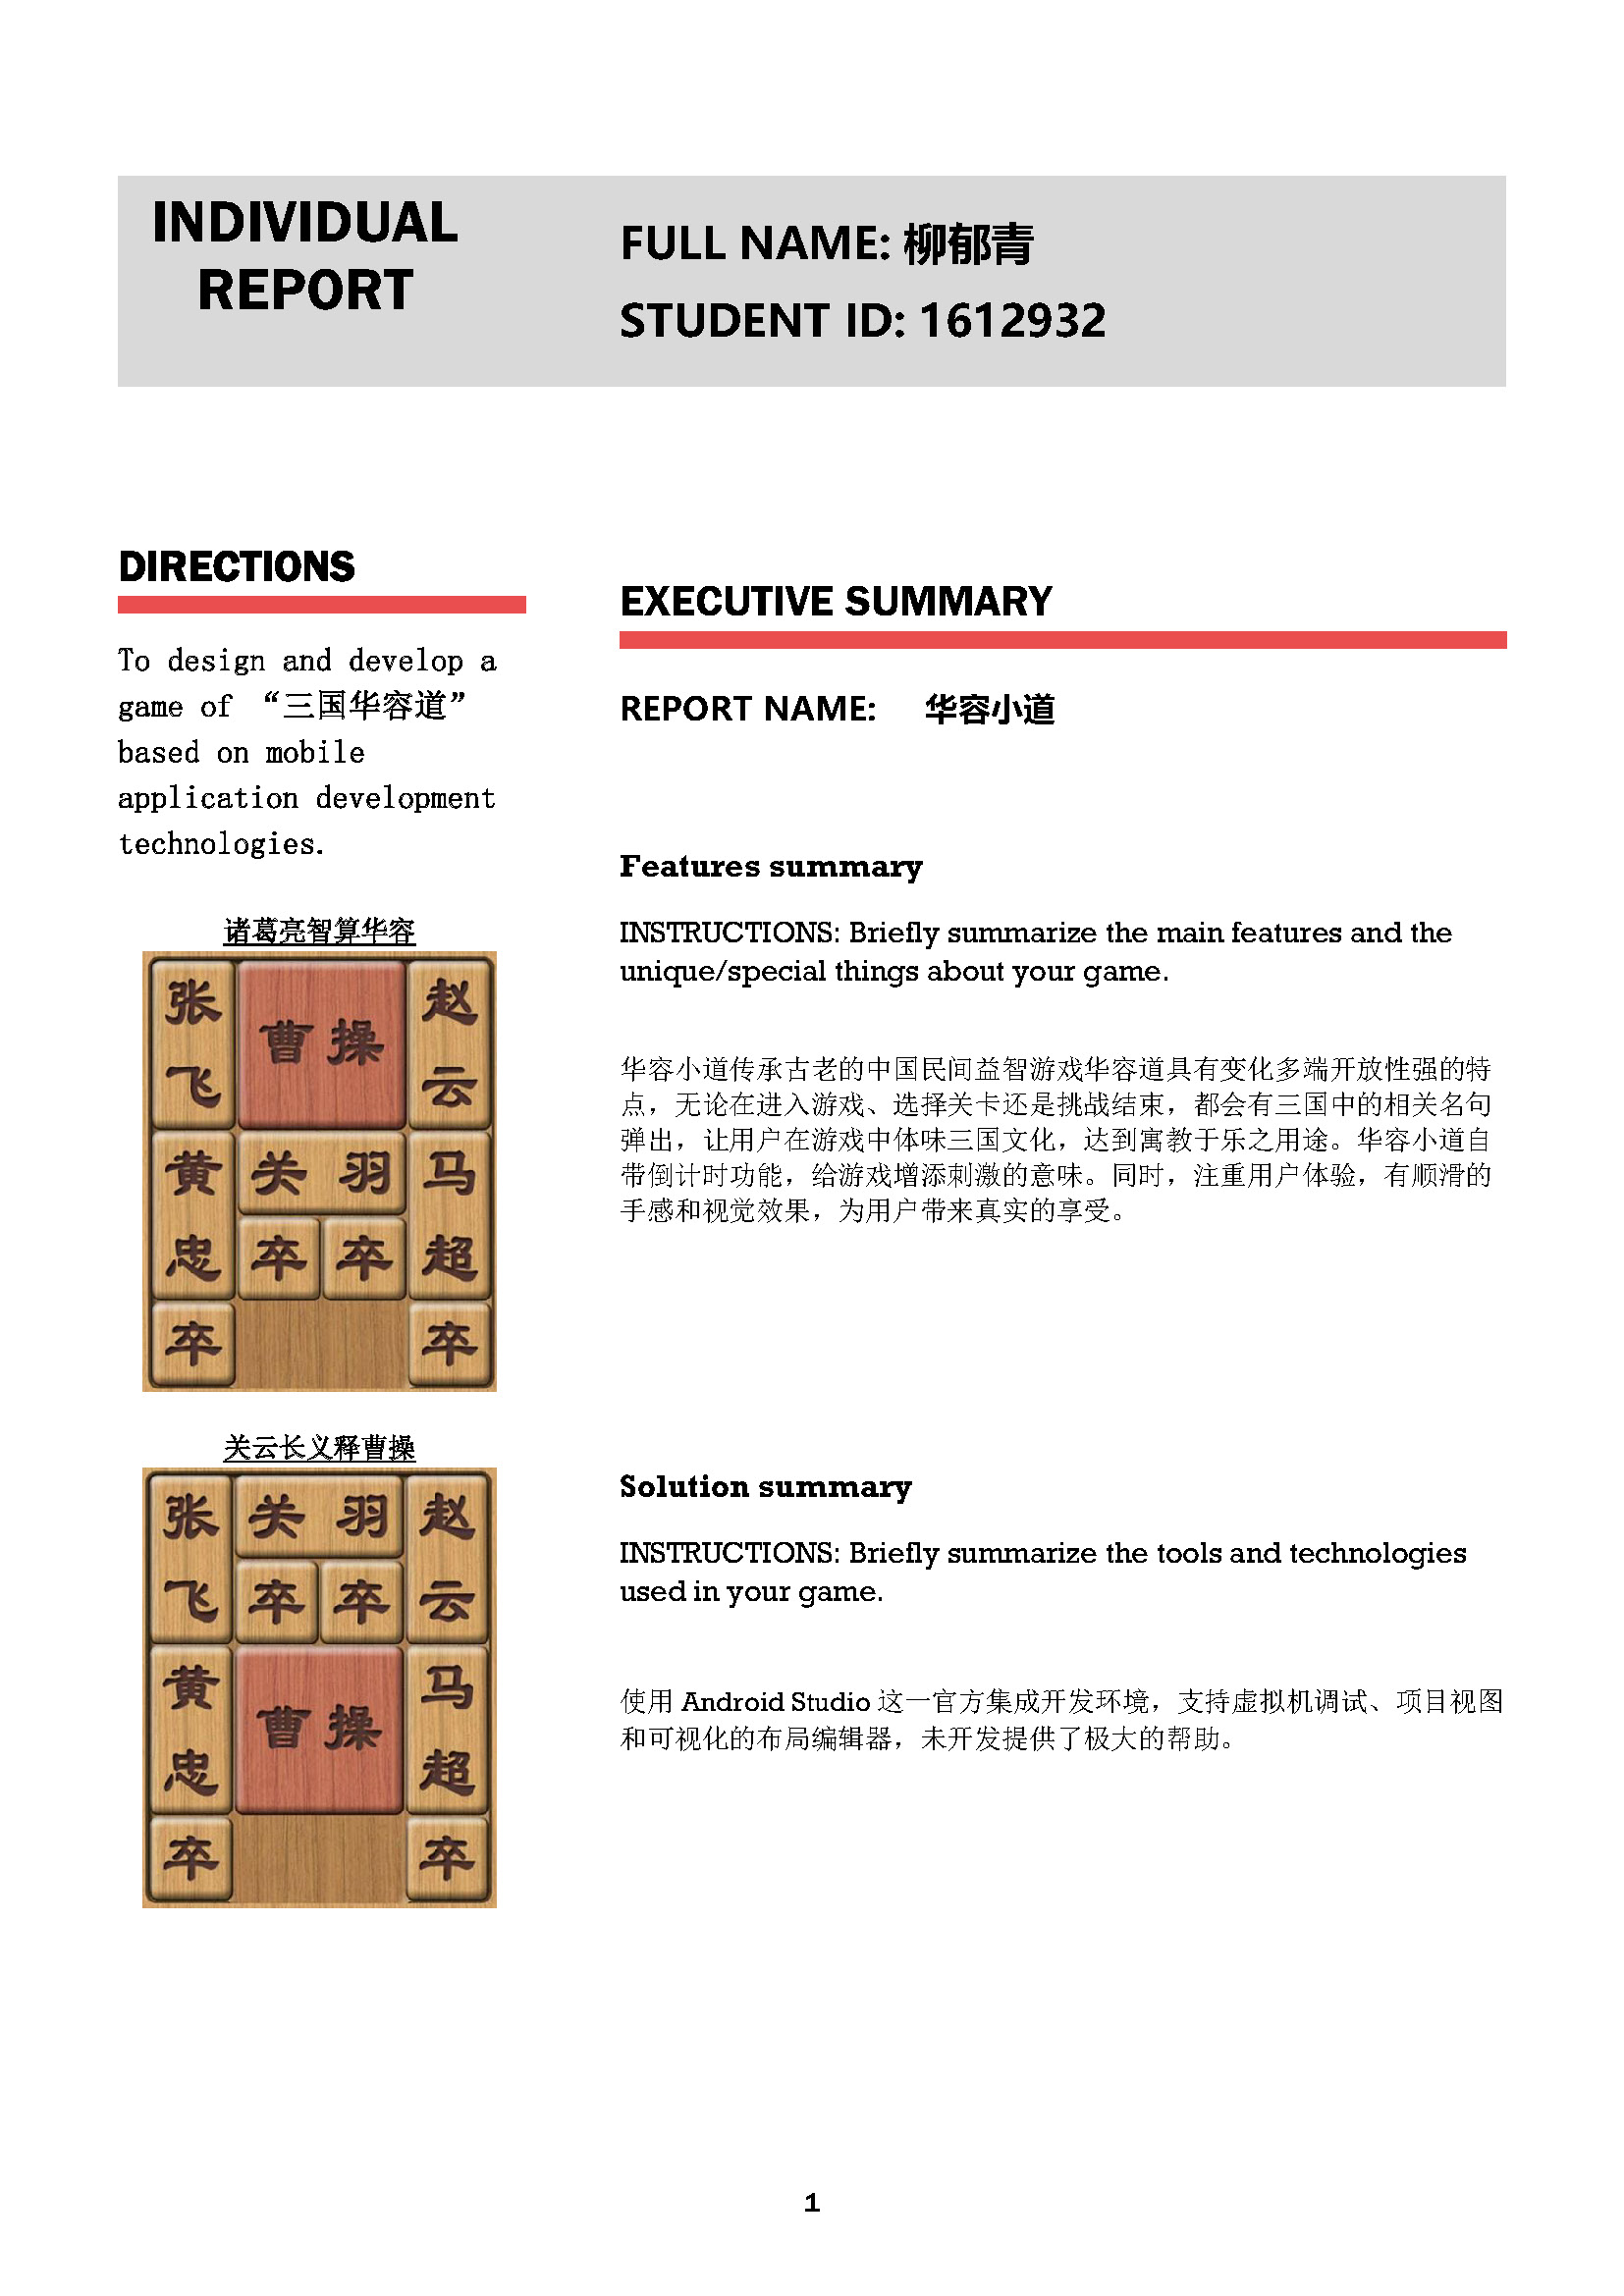 INDIVIDUAL
REPORT
FULL NAME: 柳郁青
STUDENT ID: 1612932
DIRECTIONS
To design and develop a
game of “三国华容道”
based on mobile
application development
technologies.
诸葛亮智算华容
张 曹操 赵
飞 云
黄 关羽 马
忠 卒 卒 超
卒 卒
关云长义释曹操
张 关羽 赵
飞 卒 卒 云
黄 曹操 马
忠 超
卒 卒
EXECUTIVE SUMMARY
REPORT NAME: 华容小道
Features summary
INSTRUCTIONS: Briefly summarize the main features and the
unique/special things about your game.
华容小道传承古老的中国民间益智游戏华容道具有变化多端开放性强的特
点，无论在进入游戏、选择关卡还是挑战结束，都会有三国中的相关名句
弹出，让用户在游戏中体味三国文化，达到寓教于乐之用途。华容小道自
带倒计时功能，给游戏增添刺激的意味。同时，注重用户体验，有顺滑的
手感和视觉效果，为用户带来真实的享受。
Solution summary
INSTRUCTIONS: Briefly summarize the tools and technologies
used in your game.
使用 Android Studio 这一官方集成开发环境，支持虚拟机调试、项目视图
和可视化的布局编辑器，未开发提供了极大的帮助。
1